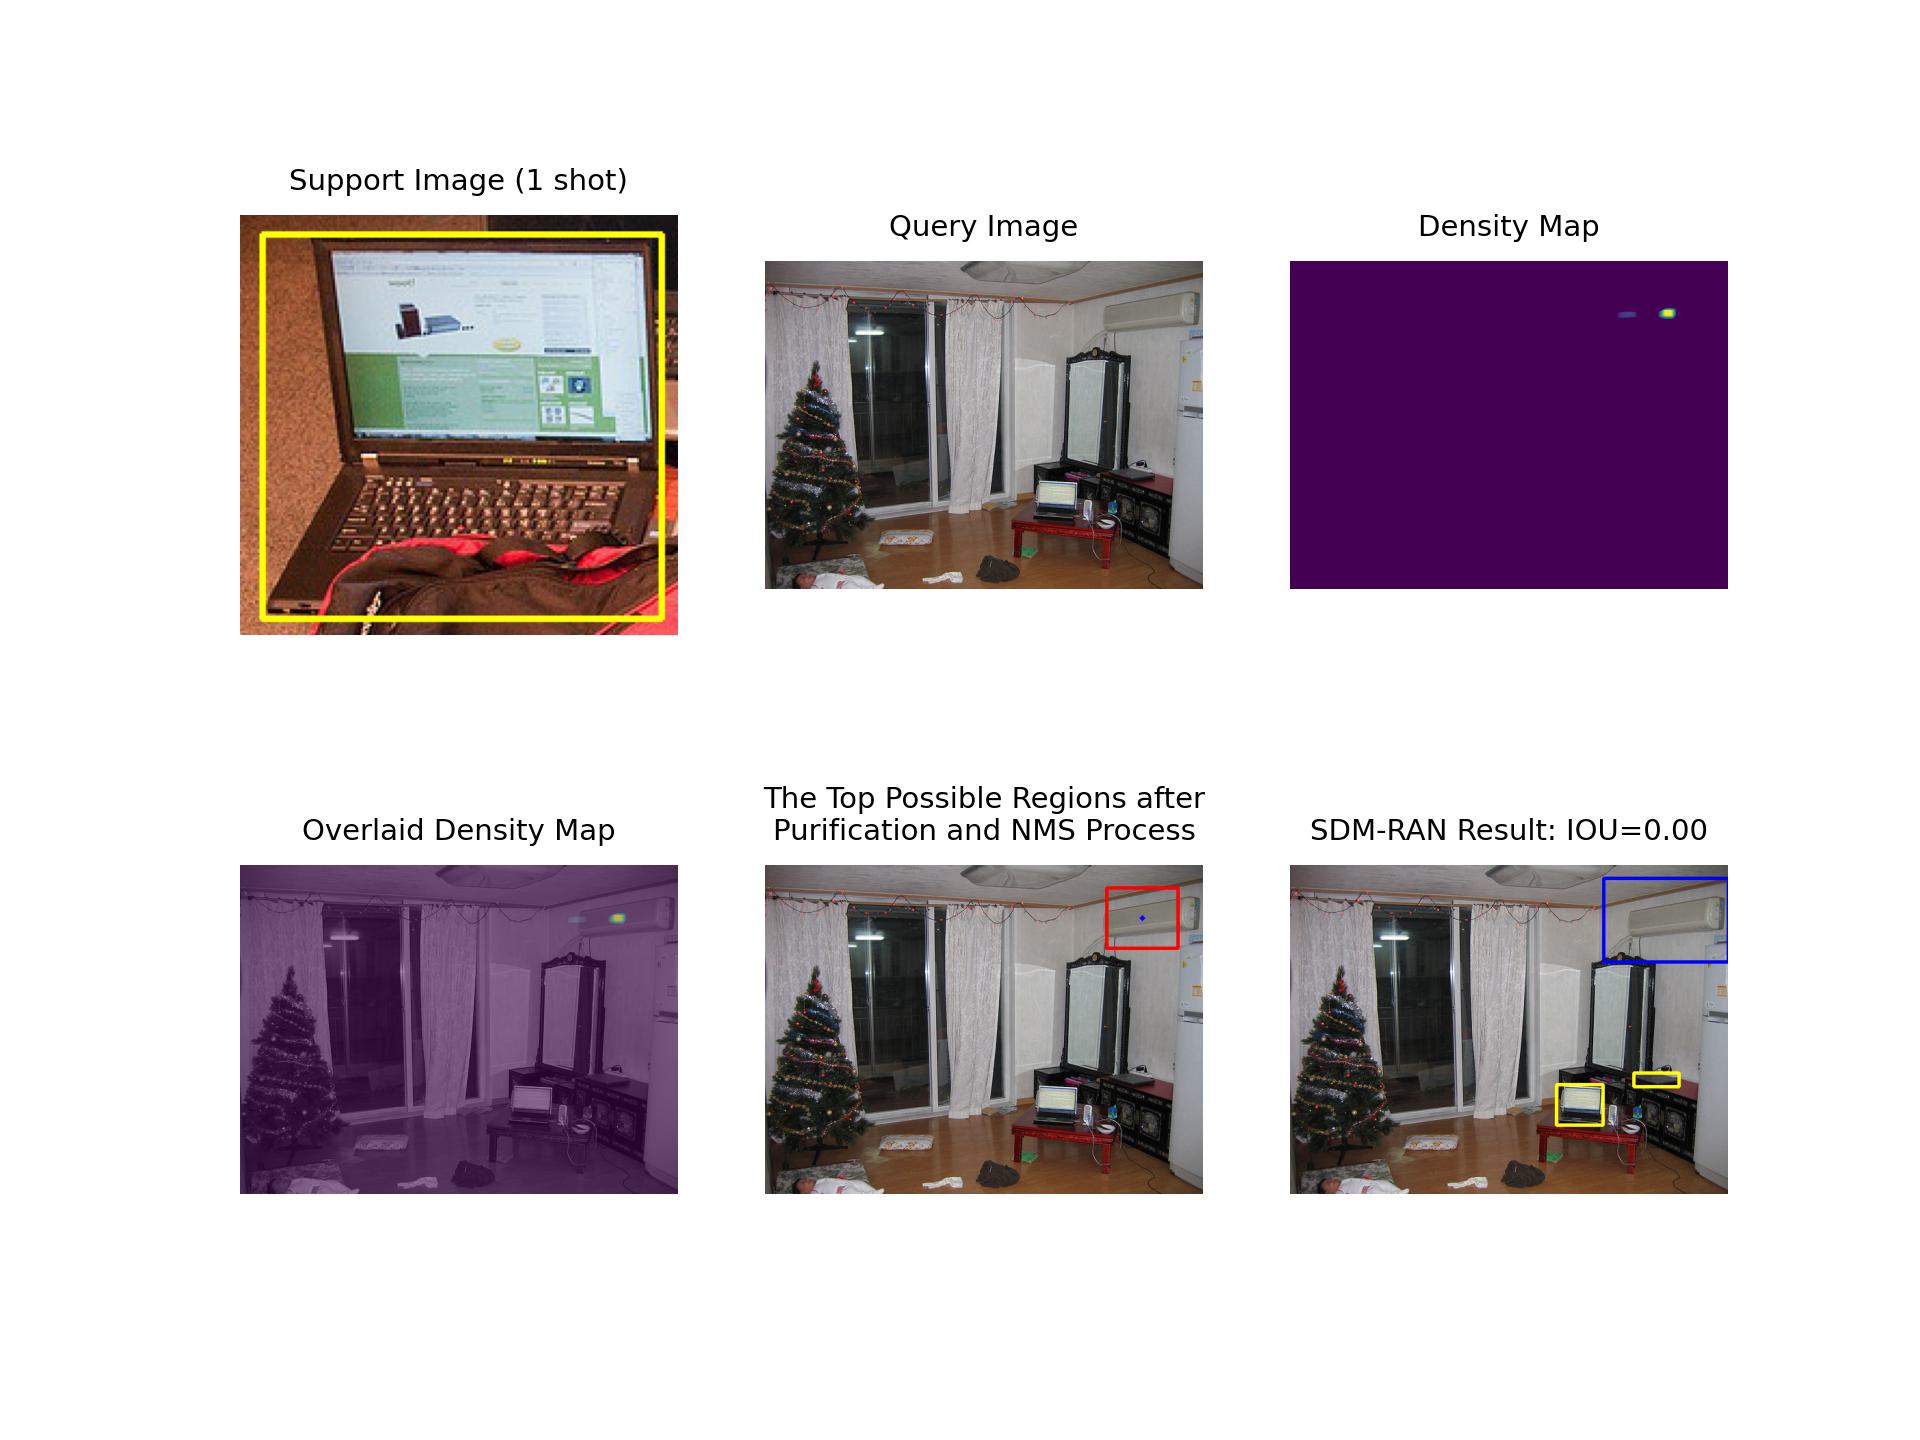 Support Image (1 shot)
Query Image
Density Map
woot!
Overlaid Density Map
The Top Possible Regions after
Purification and NMS Process
SDM-RAN Result: IOU=0.00